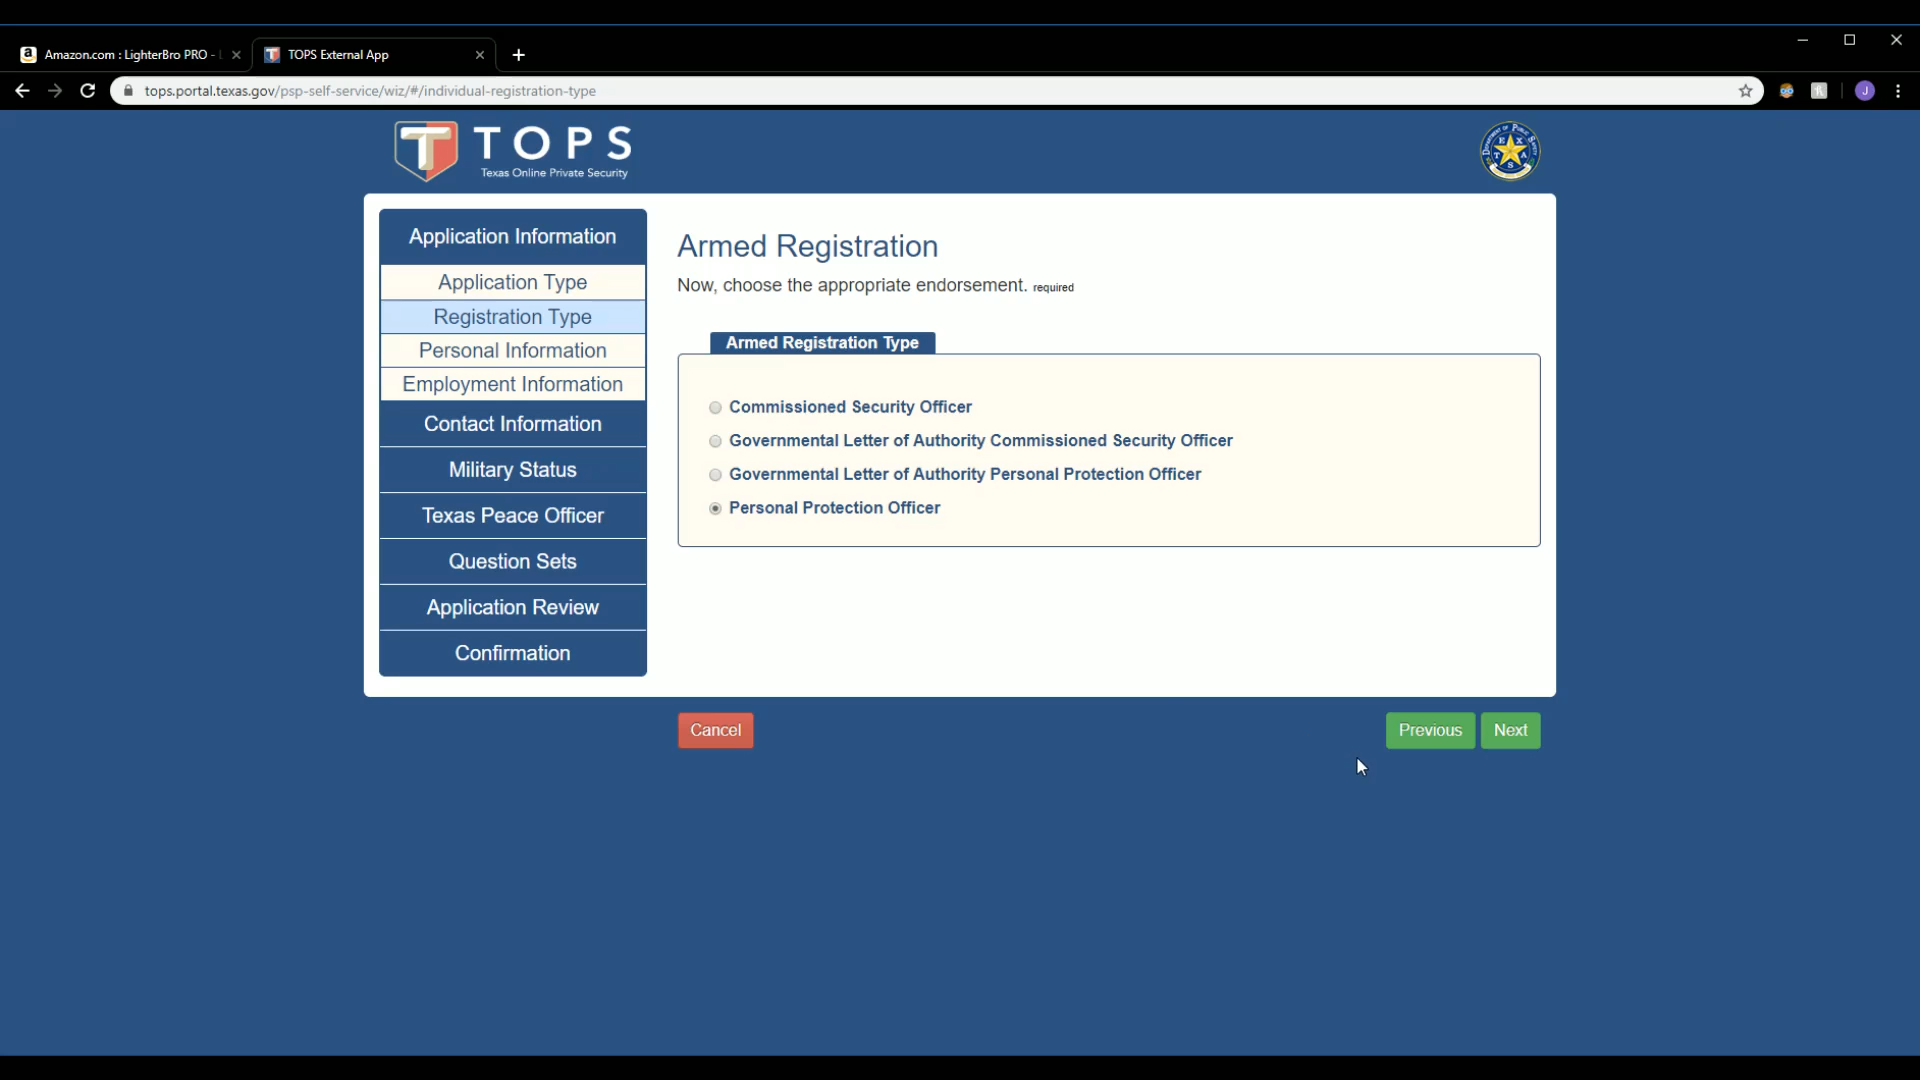 Amazon.com : LighterBro PRO -
TOPS External App
tops.portal.texas.gov/psp-self-service/wiz/#/individual-registration-type
J
TOPS
Texas Online Private Security
Application Information
Application Type
Registration Type
Personal Information
Employment Information
Contact Information
Military Status
Texas Peace Officer
Question Sets
Application Review
Confirmation
Armed Registration
Now, choose the appropriate endorsement. required
Armed Registration Type
Commissioned Security Officer
Governmental Letter of Authority Commissioned Security Officer
Governmental Letter of Authority Personal Protection Officer
Personal Protection Officer
Cancel
Previous
Next